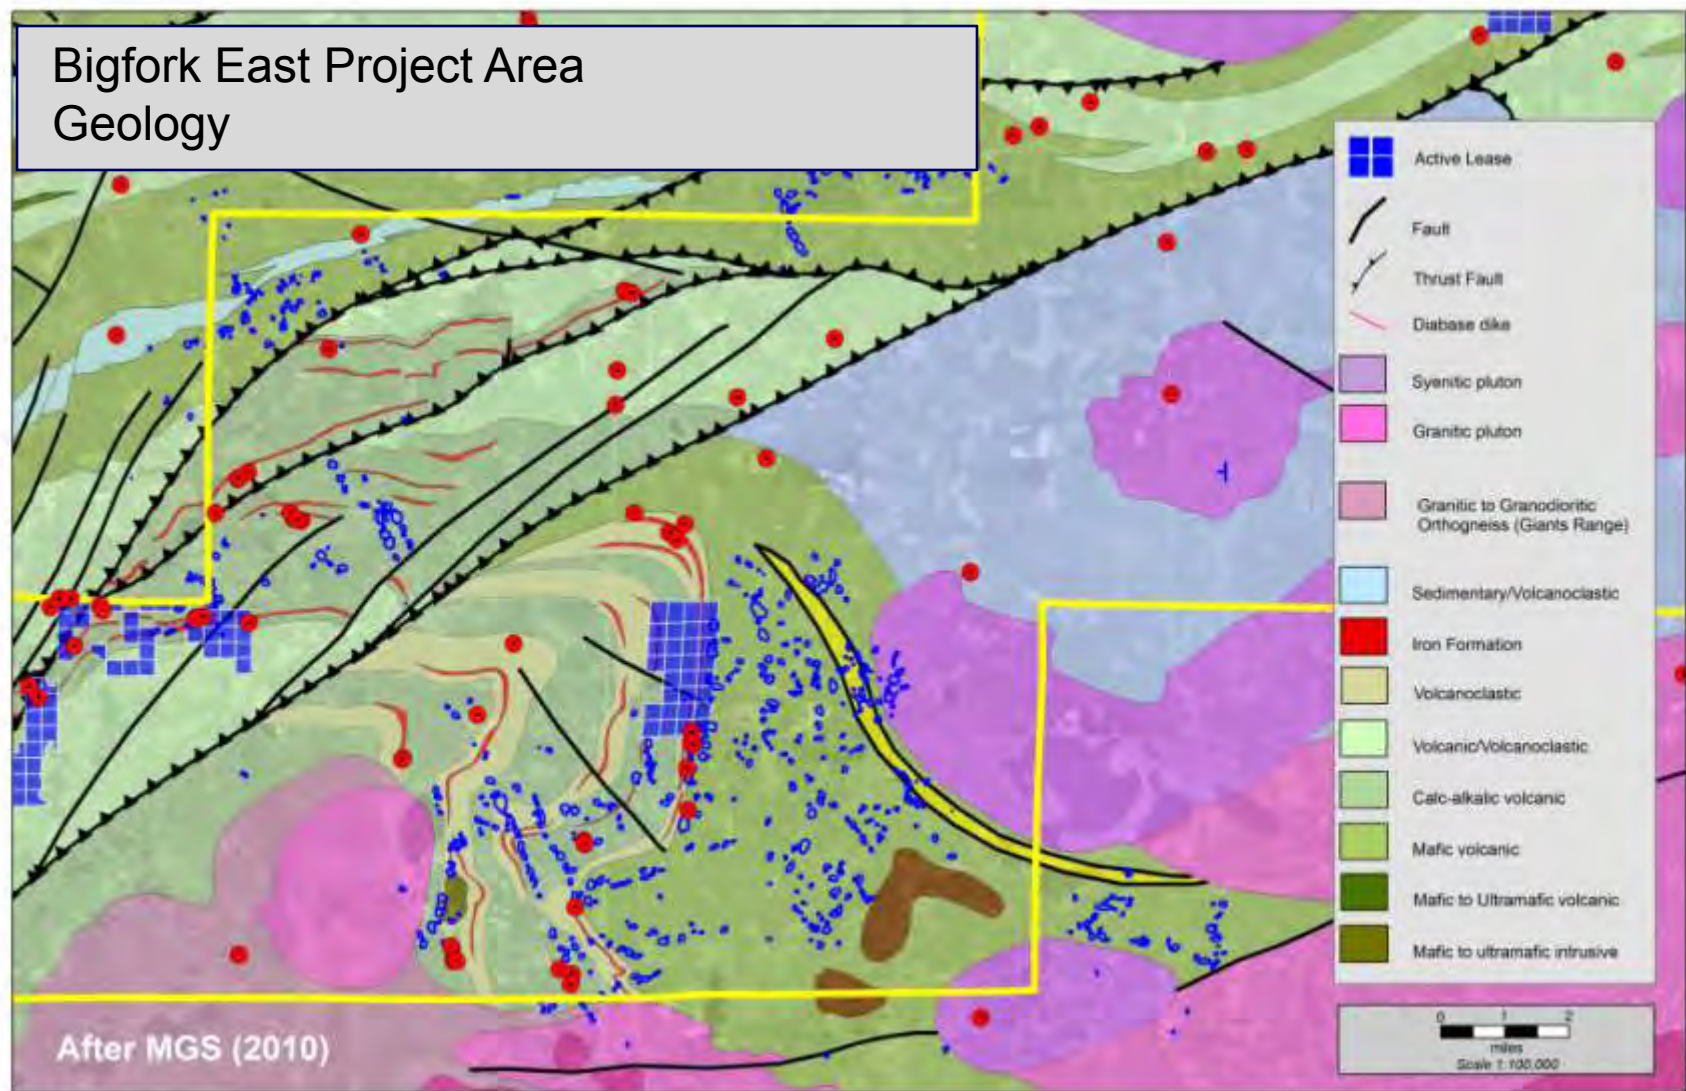 Bigfork East Project Area
Geology
Active Lease
Fault
Thrust Fault
Diabase dike
Syenitic pluton
Granitic pluton
Granitic to Granodioritic
Orthogneiss (Giants Range)
Sedimentary/Volcanoclastic
Iron Formation
Volcanoclastic
Volcanic/Volcanoclastic
Calc-alkalic volcanic
Mafic volcanic
Mafic to Ultramafic volcanic
Mafic to ultramafic intrusive
0 1 2
miles
Scale 1:100,000
After MGS (2010)